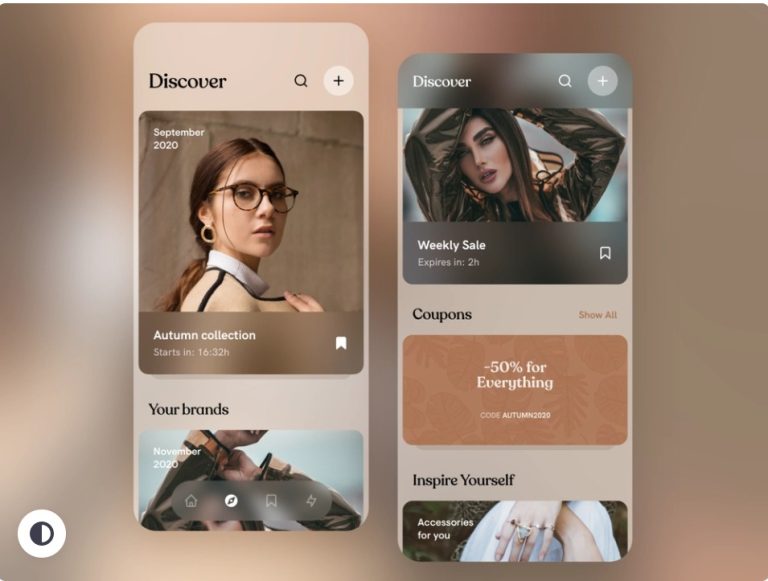 Discover
September
2020
Autumn collection
Starts in: 16:32h
Your brands
November
2020
Discover
Weekly Sale
Expires in: 2h
Coupons
Show All
-50% for
Everything
CODE AUTUMN2020
Inspire Yourself
Accessories
for you